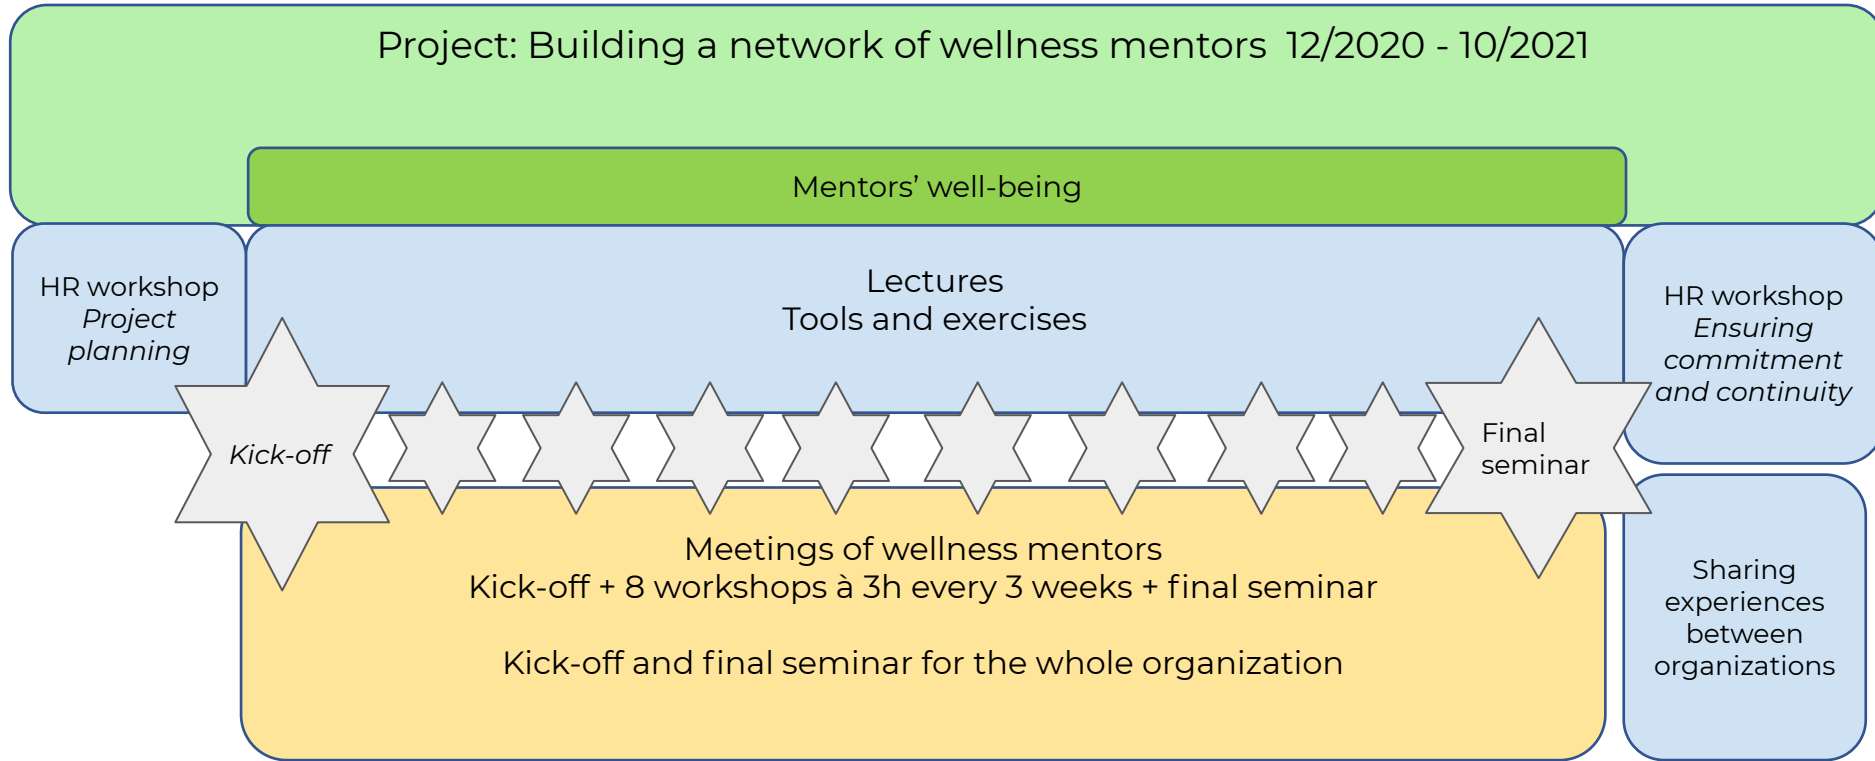 Project: Building a network of wellness mentors  12/2020 - 10/2021
Mentors’ well-being
HR workshop
Project
planning
Lectures
Tools and exercises
HR workshop
Ensuring
commitment
and continuity
Kick-off
Final
seminar
Meetings of wellness mentors
Kick-off + 8 workshops à 3h every 3 weeks + final seminar
Kick-off and final seminar for the whole organization
Sharing
experiences
between
organizations